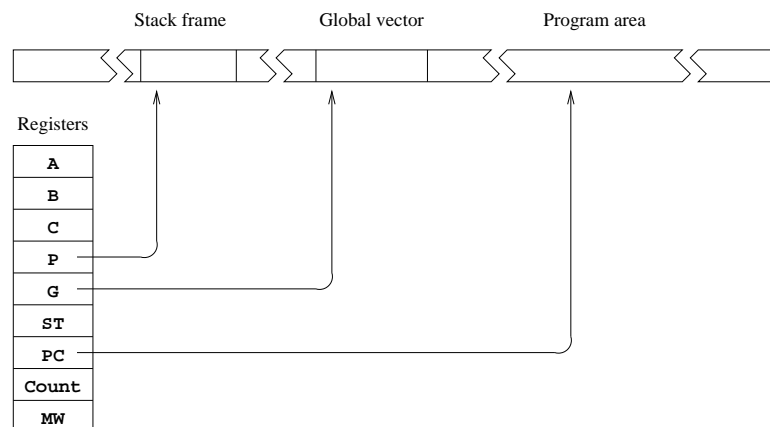 Stack frame Global vector Program area
Registers
A
B
C
P
G
ST
PC
Count
MW